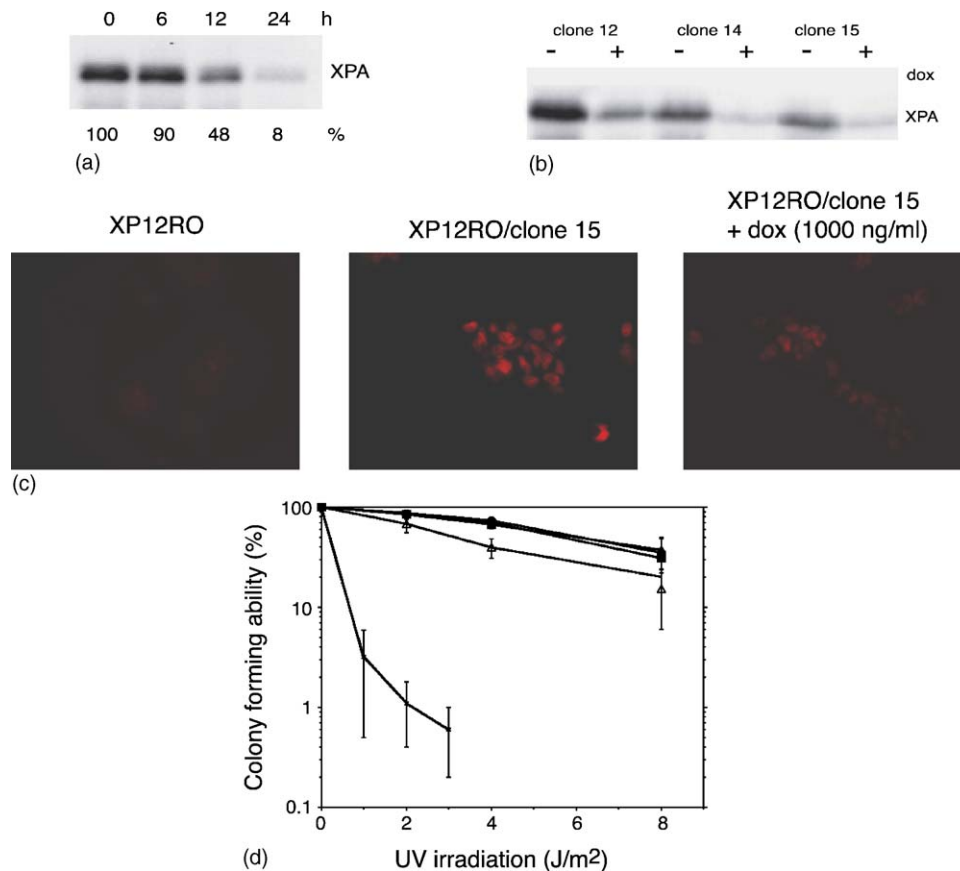 0 6 12 24 h
XPA
100 90 48 8 %
(a)
clone 12 clone 14 clone 15
- + - + - +
dox
XPA
(b)
XP12RO
XP12RO/clone 15
XP12RO/clone 15
+ dox (1000 ng/ml)
(c)
Colony forming ability (%)
100
10
1
0.1
0 2 4 6 8
UV irradiation (J/m²)
(d)